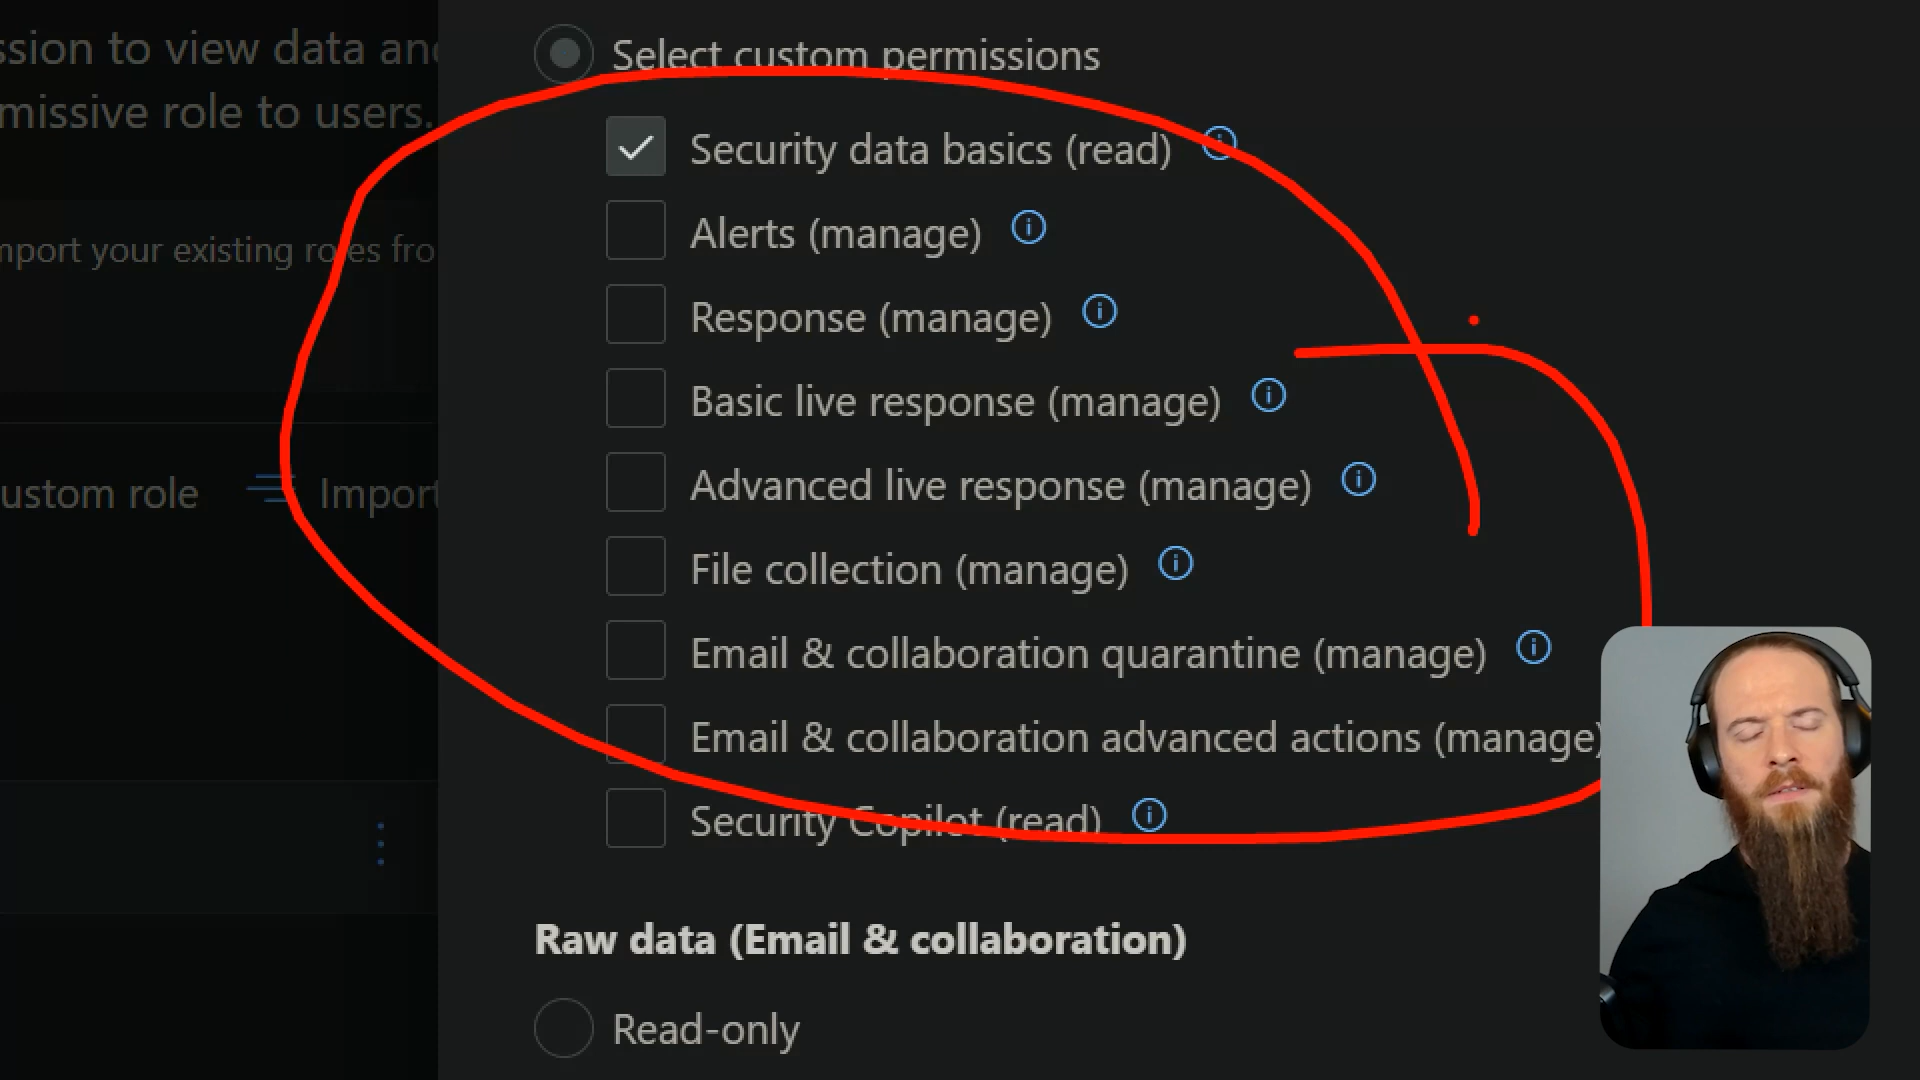 ssion to view data and
missive role to users.
mport your existing roles fro
ustom role
Import
Select custom permissions
Security data basics (read)
Alerts (manage)
Response (manage)
Basic live response (manage)
Advanced live response (manage)
File collection (manage)
Email & collaboration quarantine (manage)
Email & collaboration advanced actions (manage)
Security Copilot (read)
Raw data (Email & collaboration)
Read-only